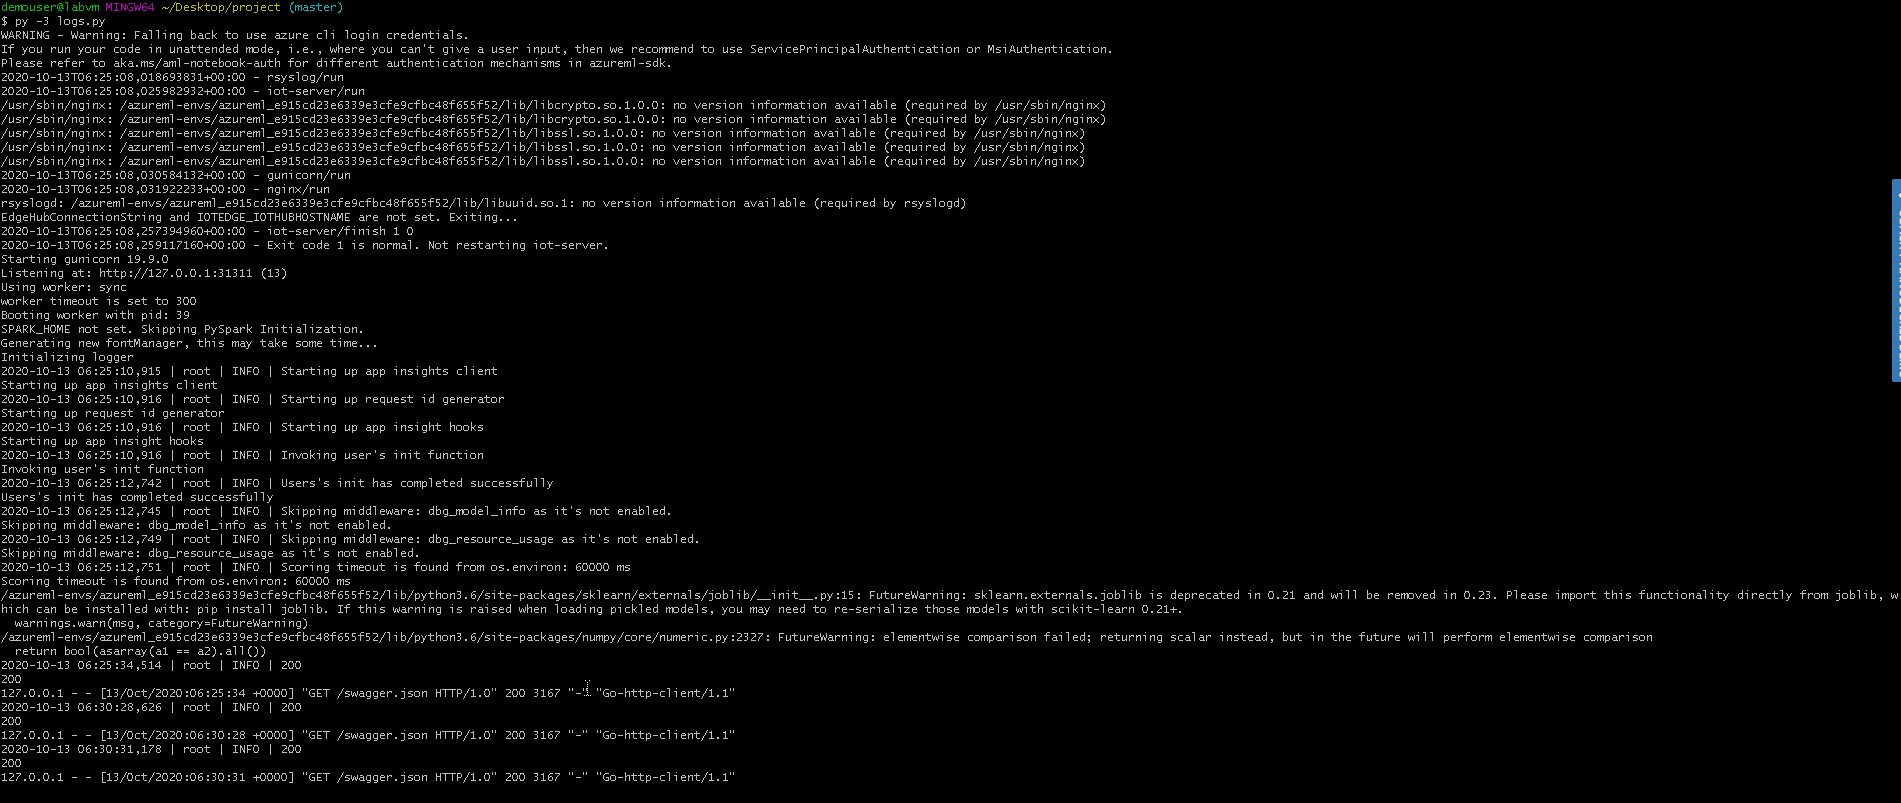 demouser@labvm MINGW64 ~/Desktop/project (master)
$ py -3 logs.py
WARNING - Warning: Falling back to use azure cli login credentials.
If you run your code in unattended mode, i.e., where you can't give a user input, then we recommend to use ServicePrincipalAuthentication or MsiAuthentication.
Please refer to aka.ms/aml-notebook-auth for different authentication mechanisms in azureml-sdk.
2020-10-13T06:25:08,018693831+00:00 - rsyslog/run
2020-10-13T06:25:08,025982932+00:00 - iot-server/run
/usr/sbin/nginx: /azureml-envs/azureml_e915cd23e6339e3cfe9cfbc48f655f52/lib/libcrypto.so.1.0.0: no version information available (required by /usr/sbin/nginx)
/usr/sbin/nginx: /azureml-envs/azureml_e915cd23e6339e3cfe9cfbc48f655f52/lib/libcrypto.so.1.0.0: no version information available (required by /usr/sbin/nginx)
/usr/sbin/nginx: /azureml-envs/azureml_e915cd23e6339e3cfe9cfbc48f655f52/lib/libssl.so.1.0.0: no version information available (required by /usr/sbin/nginx)
/usr/sbin/nginx: /azureml-envs/azureml_e915cd23e6339e3cfe9cfbc48f655f52/lib/libssl.so.1.0.0: no version information available (required by /usr/sbin/nginx)
/usr/sbin/nginx: /azureml-envs/azureml_e915cd23e6339e3cfe9cfbc48f655f52/lib/libssl.so.1.0.0: no version information available (required by /usr/sbin/nginx)
2020-10-13T06:25:08,030584132+00:00 - gunicorn/run
2020-10-13T06:25:08,031922233+00:00 - nginx/run
rsyslogd: /azureml-envs/azureml_e915cd23e6339e3cfe9cfbc48f655f52/lib/libuuid.so.1: no version information available (required by rsyslogd)
EdgeHubConnectionString and IOTEDGE_IOTHUBHOSTNAME are not set. Exiting...
2020-10-13T06:25:08,257394960+00:00 - iot-server/finish 1 0
2020-10-13T06:25:08,259117160+00:00 - Exit code 1 is normal. Not restarting iot-server.
Starting gunicorn 19.9.0
Listening at: http://127.0.0.1:31311 (13)
Using worker: sync
worker timeout is set to 300
Booting worker with pid: 39
SPARK_HOME not set. Skipping PySpark Initialization.
Generating new fontManager, this may take some time...
Initializing logger
2020-10-13 06:25:10,915 | root | INFO | Starting up app insights client
Starting up app insights client
2020-10-13 06:25:10,916 | root | INFO | Starting up request id generator
Starting up request id generator
2020-10-13 06:25:10,916 | root | INFO | Starting up app insight hooks
Starting up app insight hooks
2020-10-13 06:25:10,916 | root | INFO | Invoking user's init function
Invoking user's init function
2020-10-13 06:25:12,742 | root | INFO | Users's init has completed successfully
Users's init has completed successfully
2020-10-13 06:25:12,745 | root | INFO | Skipping middleware: dbg_model_info as it's not enabled.
Skipping middleware: dbg_model_info as it's not enabled.
2020-10-13 06:25:12,749 | root | INFO | Skipping middleware: dbg_resource_usage as it's not enabled.
Skipping middleware: dbg_resource_usage as it's not enabled.
2020-10-13 06:25:12,751 | root | INFO | Scoring timeout is found from os.environ: 60000 ms
Scoring timeout is found from os.environ: 60000 ms
/azureml-envs/azureml_e915cd23e6339e3cfe9cfbc48f655f52/lib/python3.6/site-packages/sklearn/externals/joblib/__init__.py:15: FutureWarning: sklearn.externals.joblib is deprecated in 0.21 and will be removed in 0.23. Please import this functionality directly from joblib, w
hich can be installed with: pip install joblib. If this warning is raised when loading pickled models, you may need to re-serialize those models with scikit-learn 0.21+.
  warnings.warn(msg, category=FutureWarning)
/azureml-envs/azureml_e915cd23e6339e3cfe9cfbc48f655f52/lib/python3.6/site-packages/numpy/core/numeric.py:2327: FutureWarning: elementwise comparison failed; returning scalar instead, but in the future will perform elementwise comparison
  return bool(asarray(a1 == a2).all())
2020-10-13 06:25:34,514 | root | INFO | 200
200
127.0.0.1 - - [13/Oct/2020:06:25:34 +0000] "GET /swagger.json HTTP/1.0" 200 3167 "-" "Go-http-client/1.1"
2020-10-13 06:30:28,626 | root | INFO | 200
200
127.0.0.1 - - [13/Oct/2020:06:30:28 +0000] "GET /swagger.json HTTP/1.0" 200 3167 "-" "Go-http-client/1.1"
2020-10-13 06:30:31,178 | root | INFO | 200
200
127.0.0.1 - - [13/Oct/2020:06:30:31 +0000] "GET /swagger.json HTTP/1.0" 200 3167 "-" "Go-http-client/1.1"